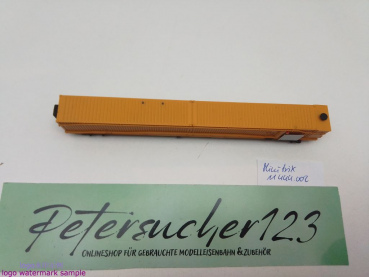 Petersucher123
ONLINESHOP FÜR GEBRAUCHTE MODELLEISENBAHN &ZUBEHÖR
logo watermark sample